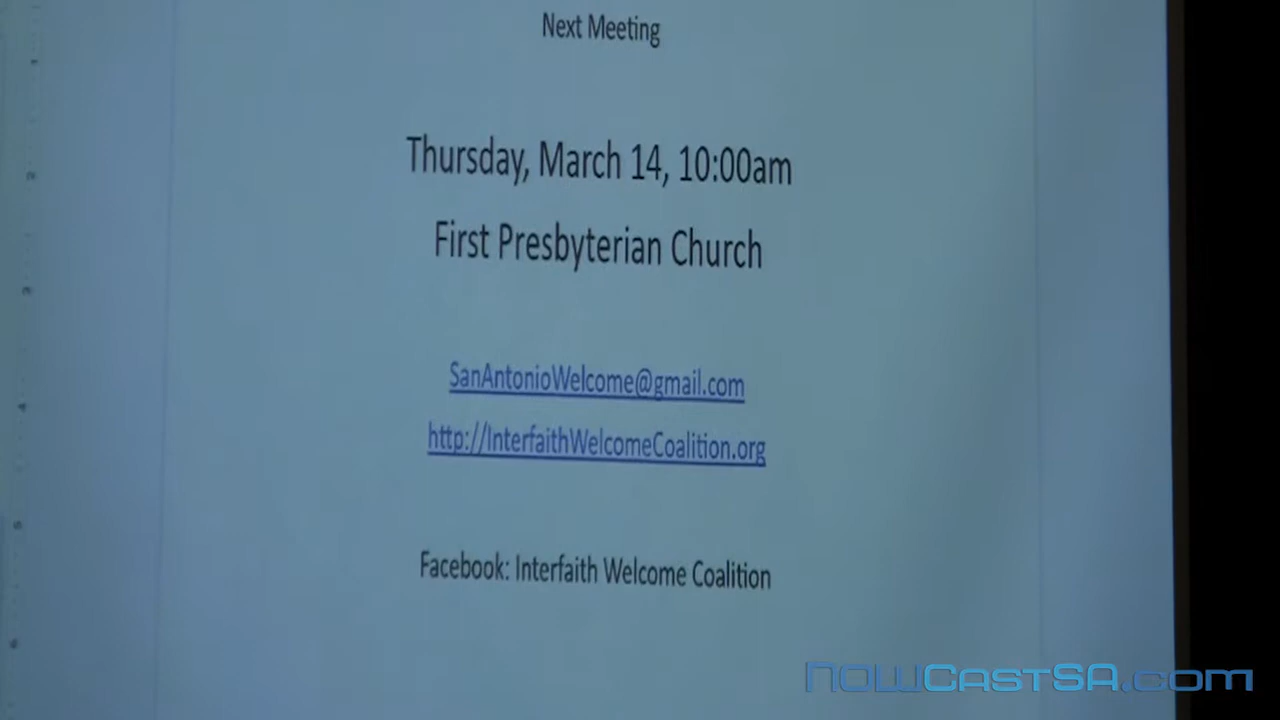 Next Meeting
Thursday, March 14, 10:00am
First Presbyterian Church
SanAntonioWelcome@gmail.com
http://InterfaithWelcomeCoalition.org
Facebook: Interfaith Welcome Coalition
NOWCastSA.com